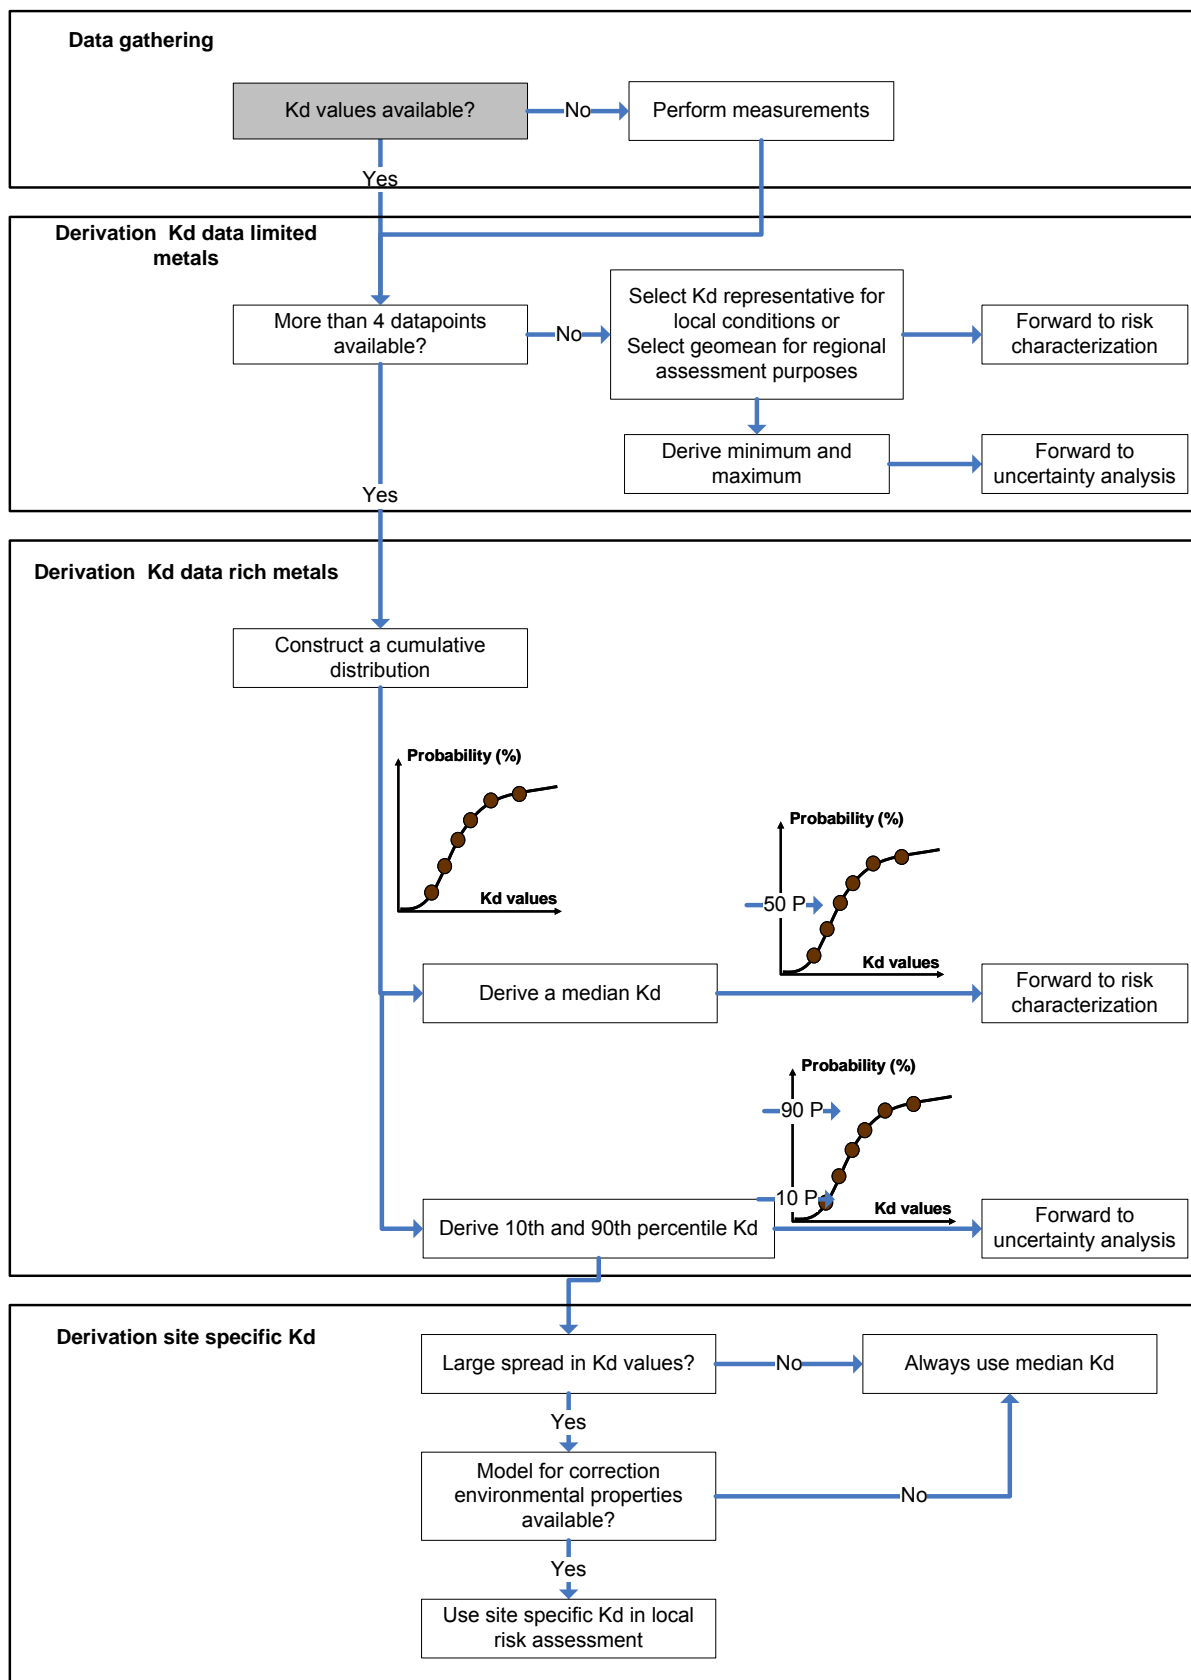 Data gathering
Kd values available?
No
Perform measurements
Yes
Derivation Kd data limited
metals
More than 4 datapoints
available?
No
Select Kd representative for
local conditions or
Select geomean for regional
assessment purposes
Forward to risk
characterization
Derive minimum and
maximum
Forward to
uncertainty analysis
Yes
Derivation Kd data rich metals
Construct a cumulative
distribution
Probability (%)
Kd values
Probability (%)
50 P
Kd values
Derive a median Kd
Forward to risk
characterization
Probability (%)
90 P
10 P
Kd values
Derive 10th and 90th percentile Kd
Forward to
uncertainty analysis
Derivation site specific Kd
Large spread in Kd values?
No
Always use median Kd
Yes
Model for correction
environmental properties
available?
No
Yes
Use site specific Kd in local
risk assessment